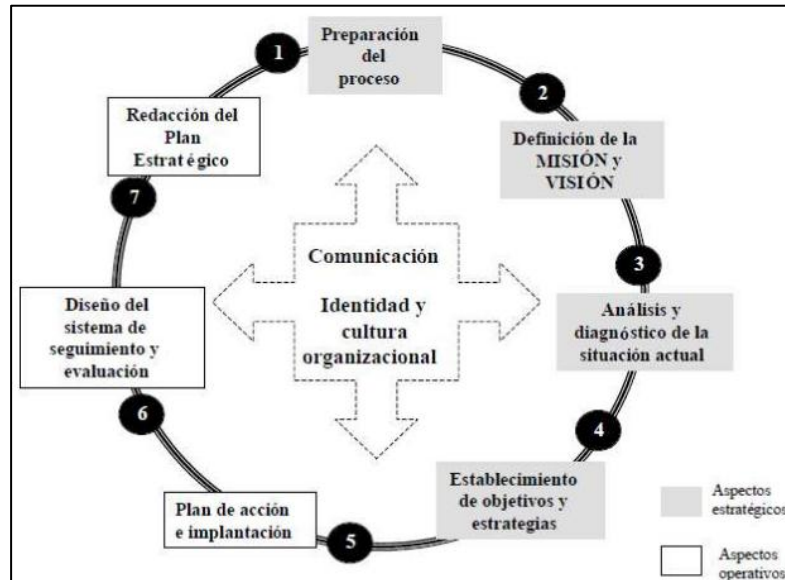 1
Preparación
del
proceso
2
Definición de la
MISIÓN y
VISIÓN
3
Análisis y
diagnóstico de la
situación actual
4
Establecimiento
de objetivos y
estrategias
5
Plan de acción
e implantación
6
Diseño del
sistema de
seguimiento y
evaluación
7
Redacción del
Plan
Estratégico
Comunicación
Identidad y
cultura
organizacional
Aspectos
estratégicos
Aspectos
operativos